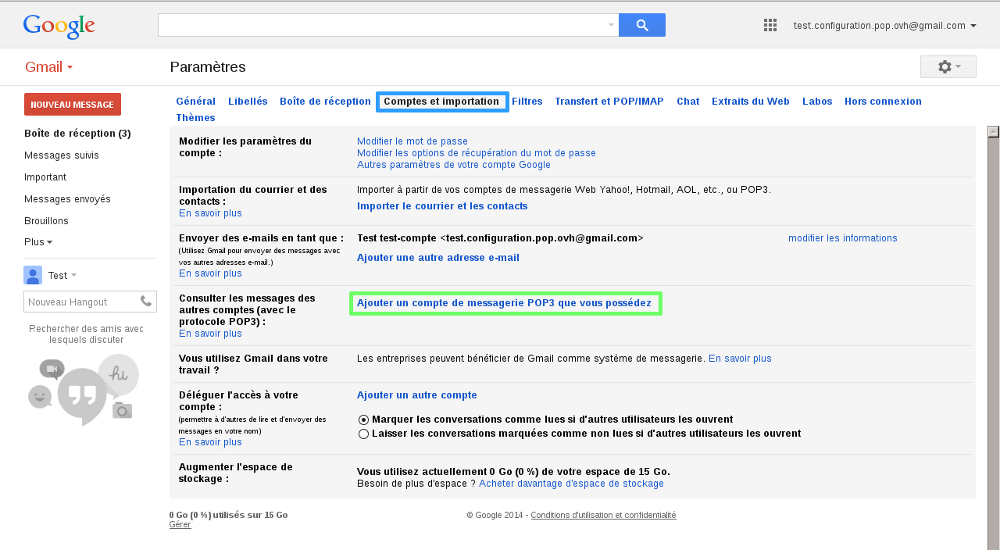 Google
test.configuration.pop.ovh@gmail.com
Gmail
Paramètres
NOUVEAU MESSAGE
Boîte de réception (3)
Messages suivis
Important
Messages envoyés
Brouillons
Plus
Test
Nouveau Hangout
Rechercher des amis avec
lesquels discuter
hi
Général Libellés Boîte de réception Comptes et importation Filtres Transfert et POP/IMAP Chat Extraits du Web Labos Hors connexion
Thèmes
Modifier les paramètres du
compte :
Modifier le mot de passe
Modifier les options de récupération du mot de passe
Autres paramètres de votre compte Google
Importation du courrier et des
contacts :
En savoir plus
Importer à partir de vos comptes de messagerie Web Yahoo!, Hotmail, AOL, etc., ou POP3.
Importer le courrier et les contacts
Envoyer des e-mails en tant que :
(Utilisez Gmail pour envoyer des messages avec
vos autres adresses e-mail.)
En savoir plus
Test test-compte <test.configuration.pop.ovh@gmail.com>
modifier les informations
Ajouter une autre adresse e-mail
Consulter les messages des
autres comptes (avec le
protocole POP3) :
En savoir plus
Ajouter un compte de messagerie POP3 que vous possédez
Vous utilisez Gmail dans votre
travail ?
Les entreprises peuvent bénéficier de Gmail comme système de messagerie. En savoir plus
Déléguer l'accès à votre
compte :
(permettre à d'autres de lire et d'envoyer des
messages en votre nom)
En savoir plus
Ajouter un autre compte
Marquer les conversations comme lues si d'autres utilisateurs les ouvrent
Laisser les conversations marquées comme non lues si d'autres utilisateurs les ouvrent
Augmenter l'espace de
stockage :
Vous utilisez actuellement 0 Go (0 %) de votre espace de 15 Go.
Besoin de plus d'espace ? Acheter davantage d'espace de stockage
0 Go (0 %) utilisés sur 15 Go
Gérer
© Google 2014 - Conditions d'utilisation et confidentialité